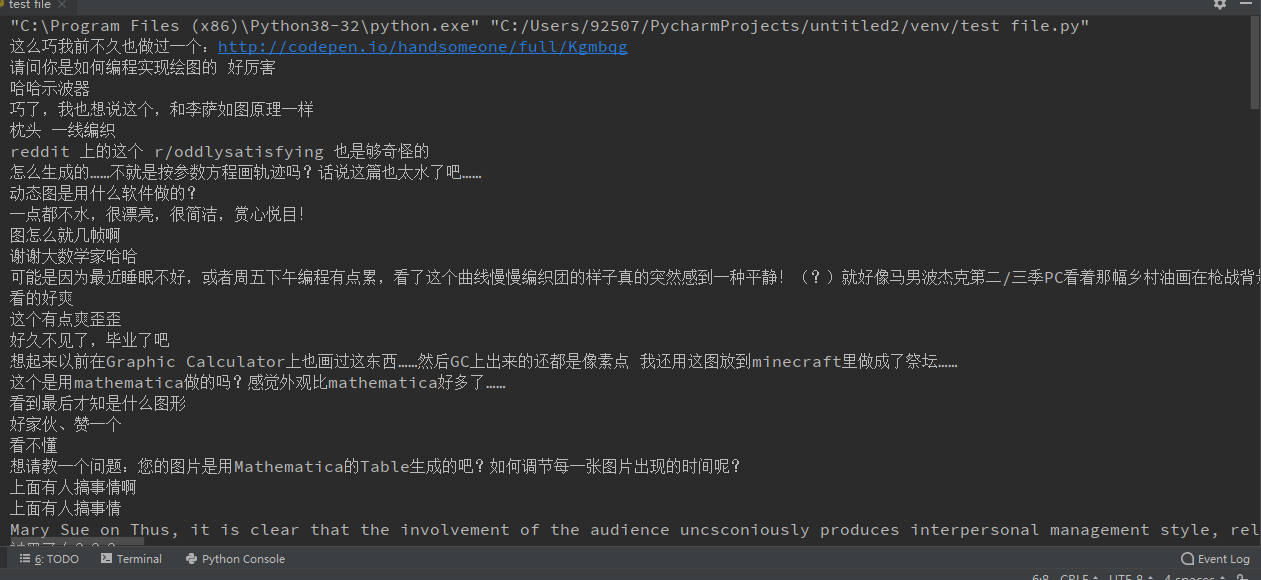 test file
"C:\Program Files (x86)\Python38-32\python.exe" "C:/Users/92507/PycharmProjects/untitled2/venv/test file.py"
这么巧我前不久也做过一个：http://codepen.io/handsomeone/full/Kgmbqg
请问你是如何编程实现绘图的 好厉害
哈哈示波器
巧了，我也想说这个，和李萨如图原理一样
枕头 一线编织
reddit 上的这个 r/oddlysatisfying 也是够奇怪的
怎么生成的……不就是按参数方程画轨迹吗？话说这篇也太水了吧……
动态图是用什么软件做的？
一点都不水，很漂亮，很简洁，赏心悦目！
图怎么就几帧啊
谢谢大数学家哈哈
可能是因为最近睡眠不好，或者周五下午编程有点累，看了这个曲线慢慢编织团的样子真的突然感到一种平静！（？）就好像马男波杰克第二/三季PC看着那幅乡村油画在枪战背景
看的好爽
这个有点爽歪歪
好久不见了，毕业了吧
想起来以前在Graphic Calculator上也画过这东西……然后GC上出来的还都是像素点 我还用这图放到minecraft里做成了祭坛……
这个是用mathematica做的吗？感觉外观比mathematica好多了……
看到最后才知是什么图形
好家伙、赞一个
看不懂
想请教一个问题：您的图片是用Mathematica的Table生成的吧？如何调节每一张图片出现的时间呢？
上面有人搞事情啊
上面有人搞事情
Mary Sue on Thus, it is clear that the involvement of the audience uncsconiously produces interpersonal management style, rel
6: TODO Terminal Python Console Event Log
6:9 CRLF UTF-8 4 spaces